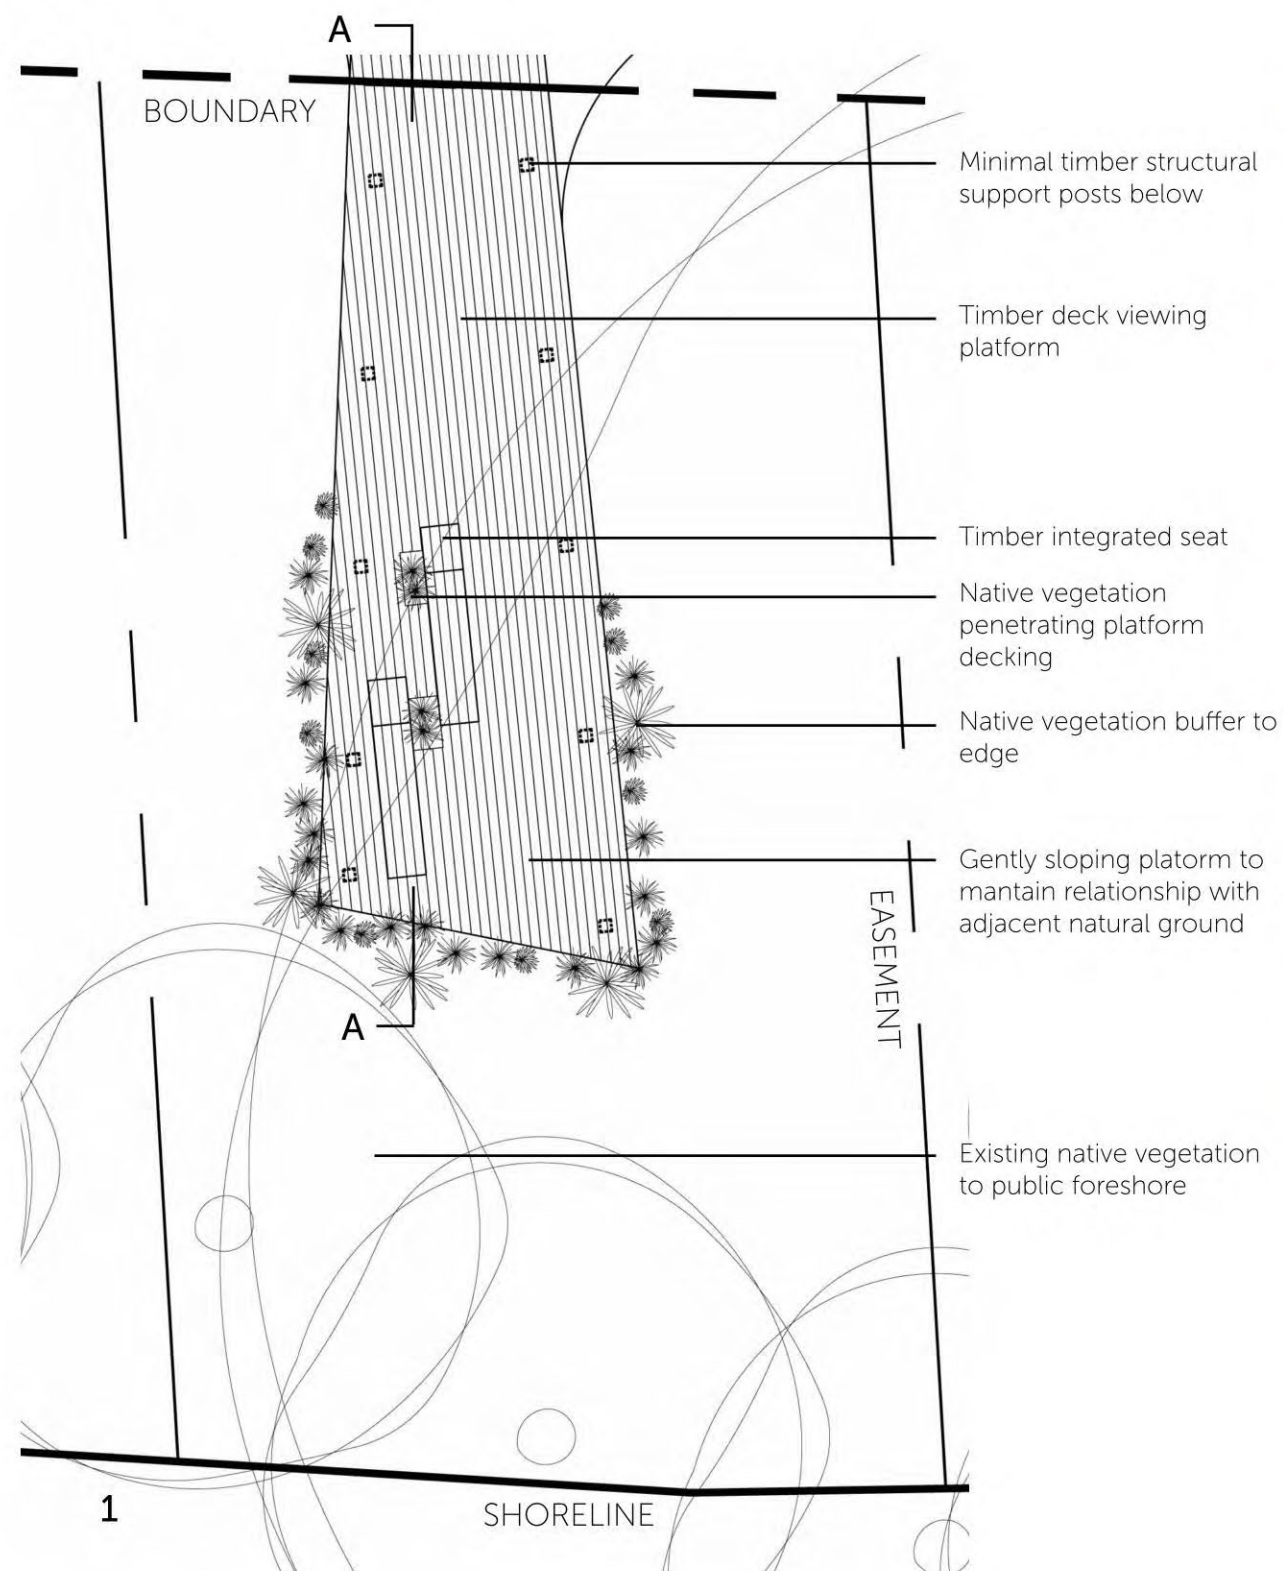 A
BOUNDARY
Minimal timber structural
support posts below
Timber deck viewing
platform
Timber integrated seat
Native vegetation
penetrating platform
decking
Native vegetation buffer to
edge
Gently sloping platorm to
mantain relationship with
adjacent natural ground
EASEMENT
A
Existing native vegetation
to public foreshore
1
SHORELINE